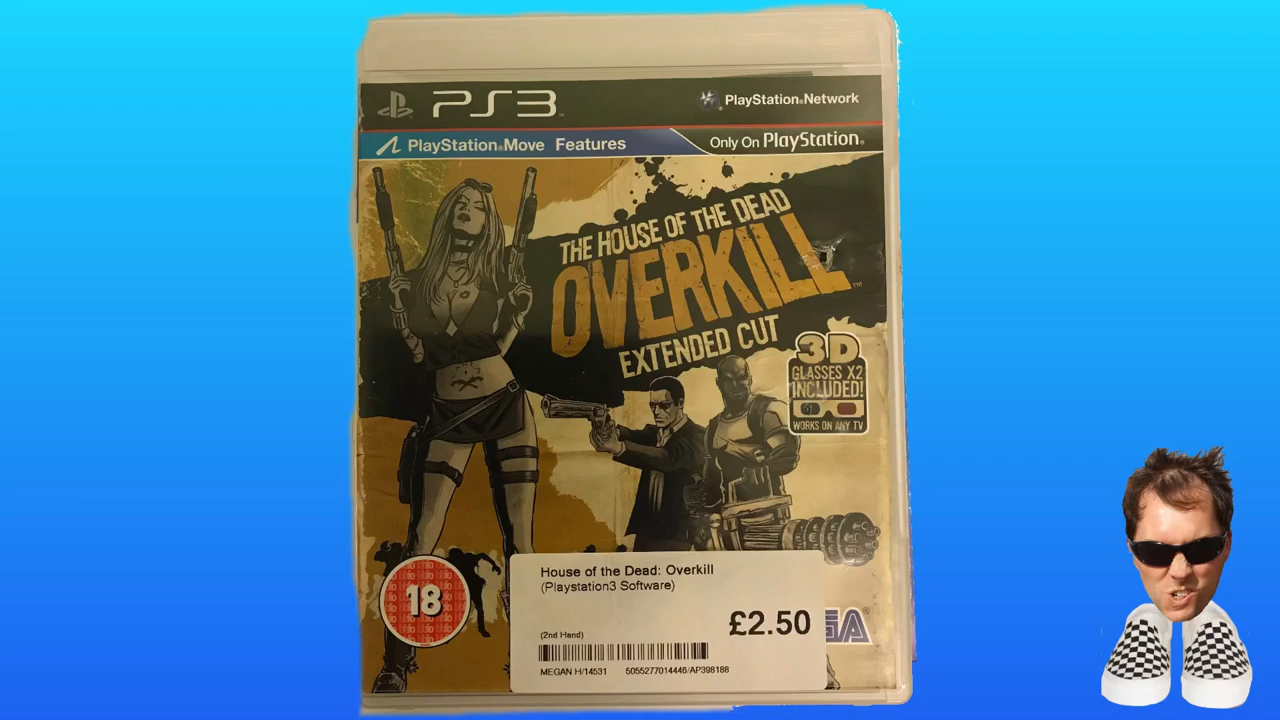 PS3
PlayStation®Network
PlayStation®Move Features
Only On PlayStation®
THE HOUSE OF THE DEAD
OVERKILL™
EXTENDED CUT
3D
GLASSES X2
INCLUDED!
WORKS ON ANY TV
18
House of the Dead: Overkill
(Playstation3 Software)
£2.50
(2nd Hand)
MEGAN H/14531 5055277014446/AP398188